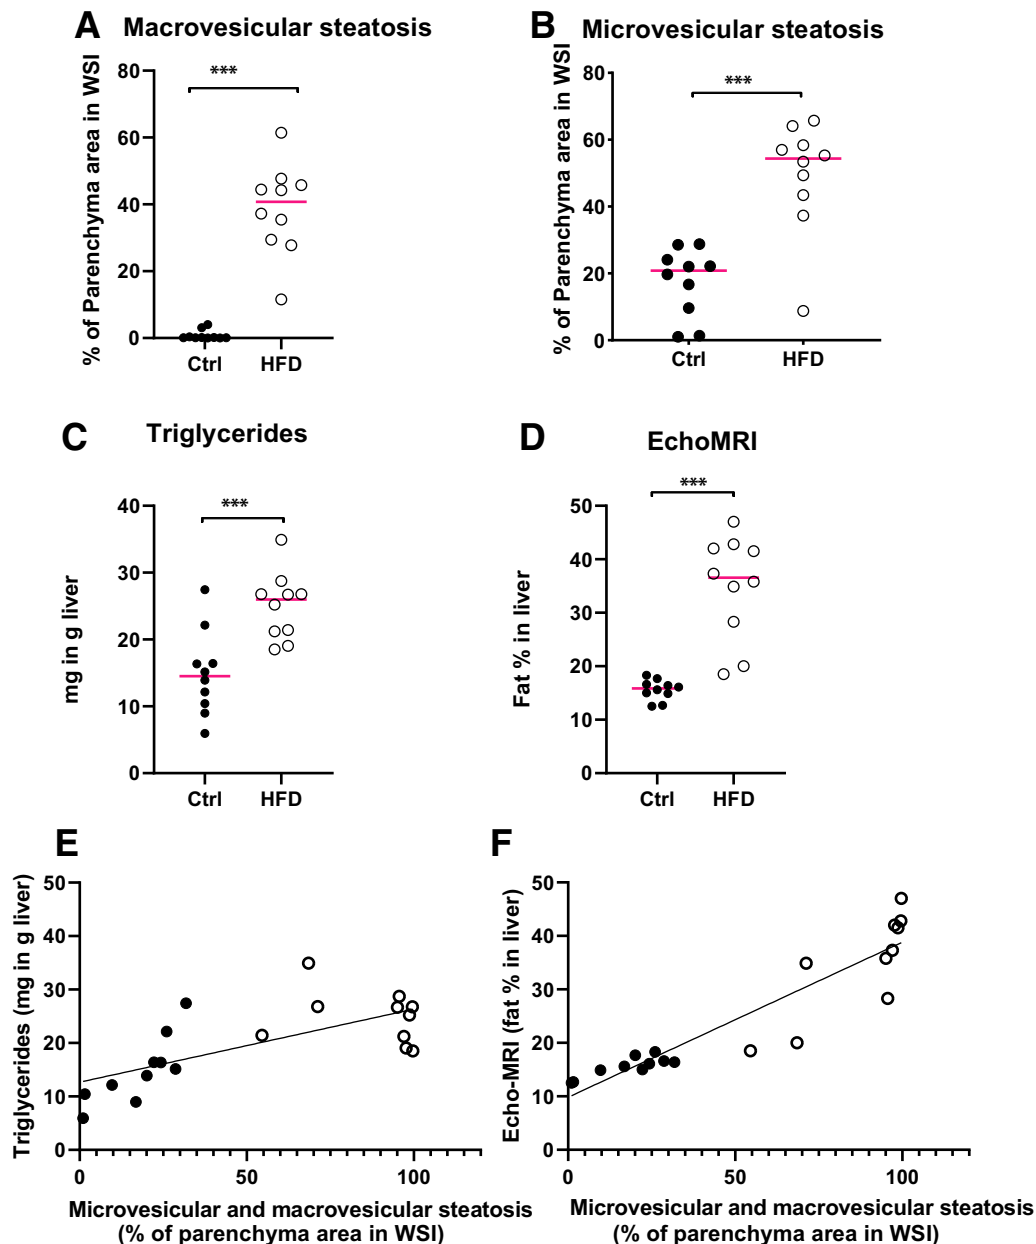 A Macrovesicular steatosis
% of Parenchyma area in WSI
80
60
40
20
0
***
Ctrl HFD
B Microvesicular steatosis
% of Parenchyma area in WSI
80
60
40
20
0
***
Ctrl HFD
C Triglycerides
mg in g liver
40
30
20
10
0
***
Ctrl HFD
D EchoMRI
Fat % in liver
50
40
30
20
10
0
***
Ctrl HFD
E
Triglycerides (mg in g liver)
50
40
30
20
10
0
0 50 100
Microvesicular and macrovesicular steatosis
(% of parenchyma area in WSI)
F
Echo-MRI (fat % in liver)
50
40
30
20
10
0
0 50 100
Microvesicular and macrovesicular steatosis
(% of parenchyma area in WSI)